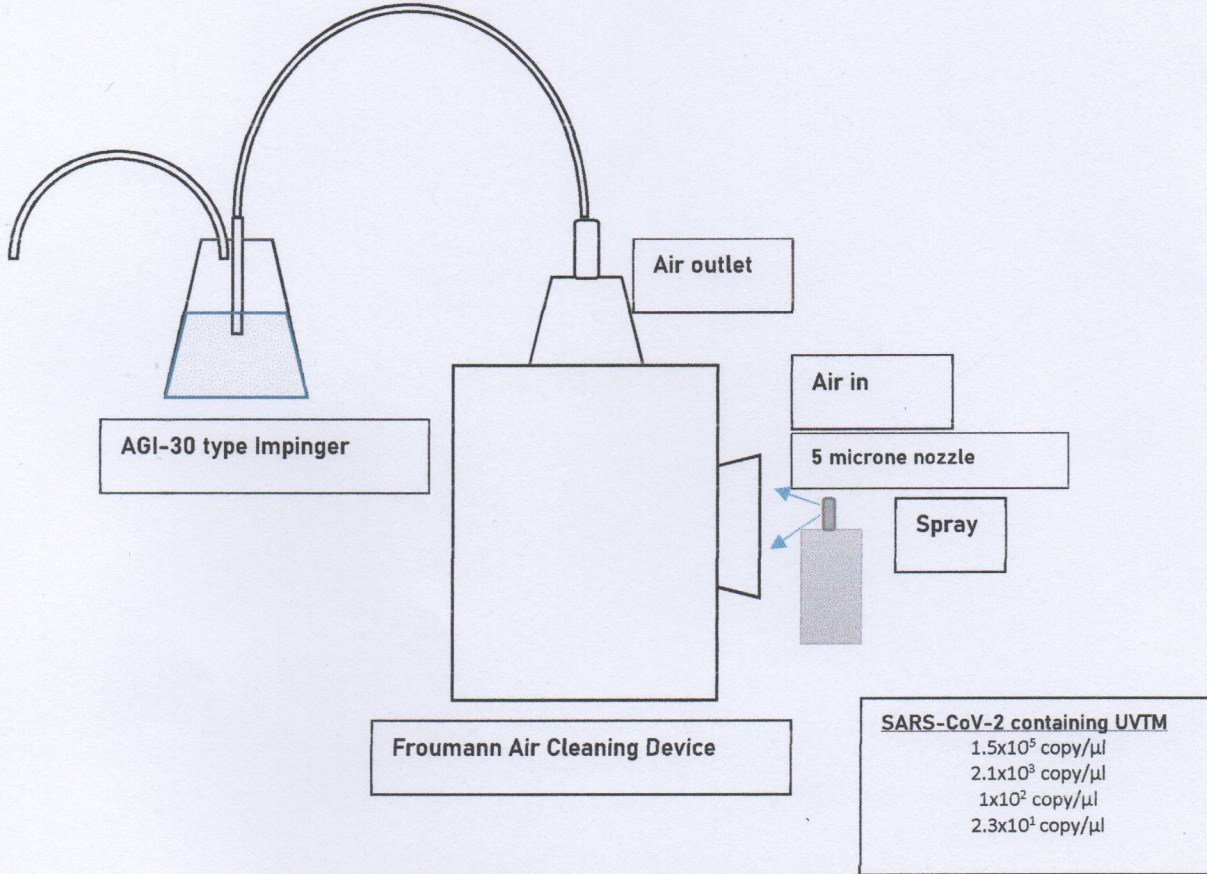 Air outlet
Air in
AGI-30 type Impinger
5 microne nozzle
Spray
Froumann Air Cleaning Device
SARS-CoV-2 containing UVTM
1.5x10⁵ copy/µl
2.1x10³ copy/µl
1x10² copy/µl
2.3x10¹ copy/µl